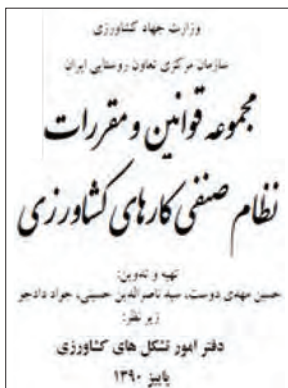 وزارت جهاد کشاورزی
سازمان مرکزی تعاون روستایی ایران
مجموعه قوانین و مقررات
نظام صنفی کارهای کشاورزی
تهیه و تدوین:
حسین مهدی دوست، سید ناصرالدین حسینی، جواد دادجو
زیر نظر:
دفتر امور تشکل های کشاورزی
پاییز ۱۳۹۰